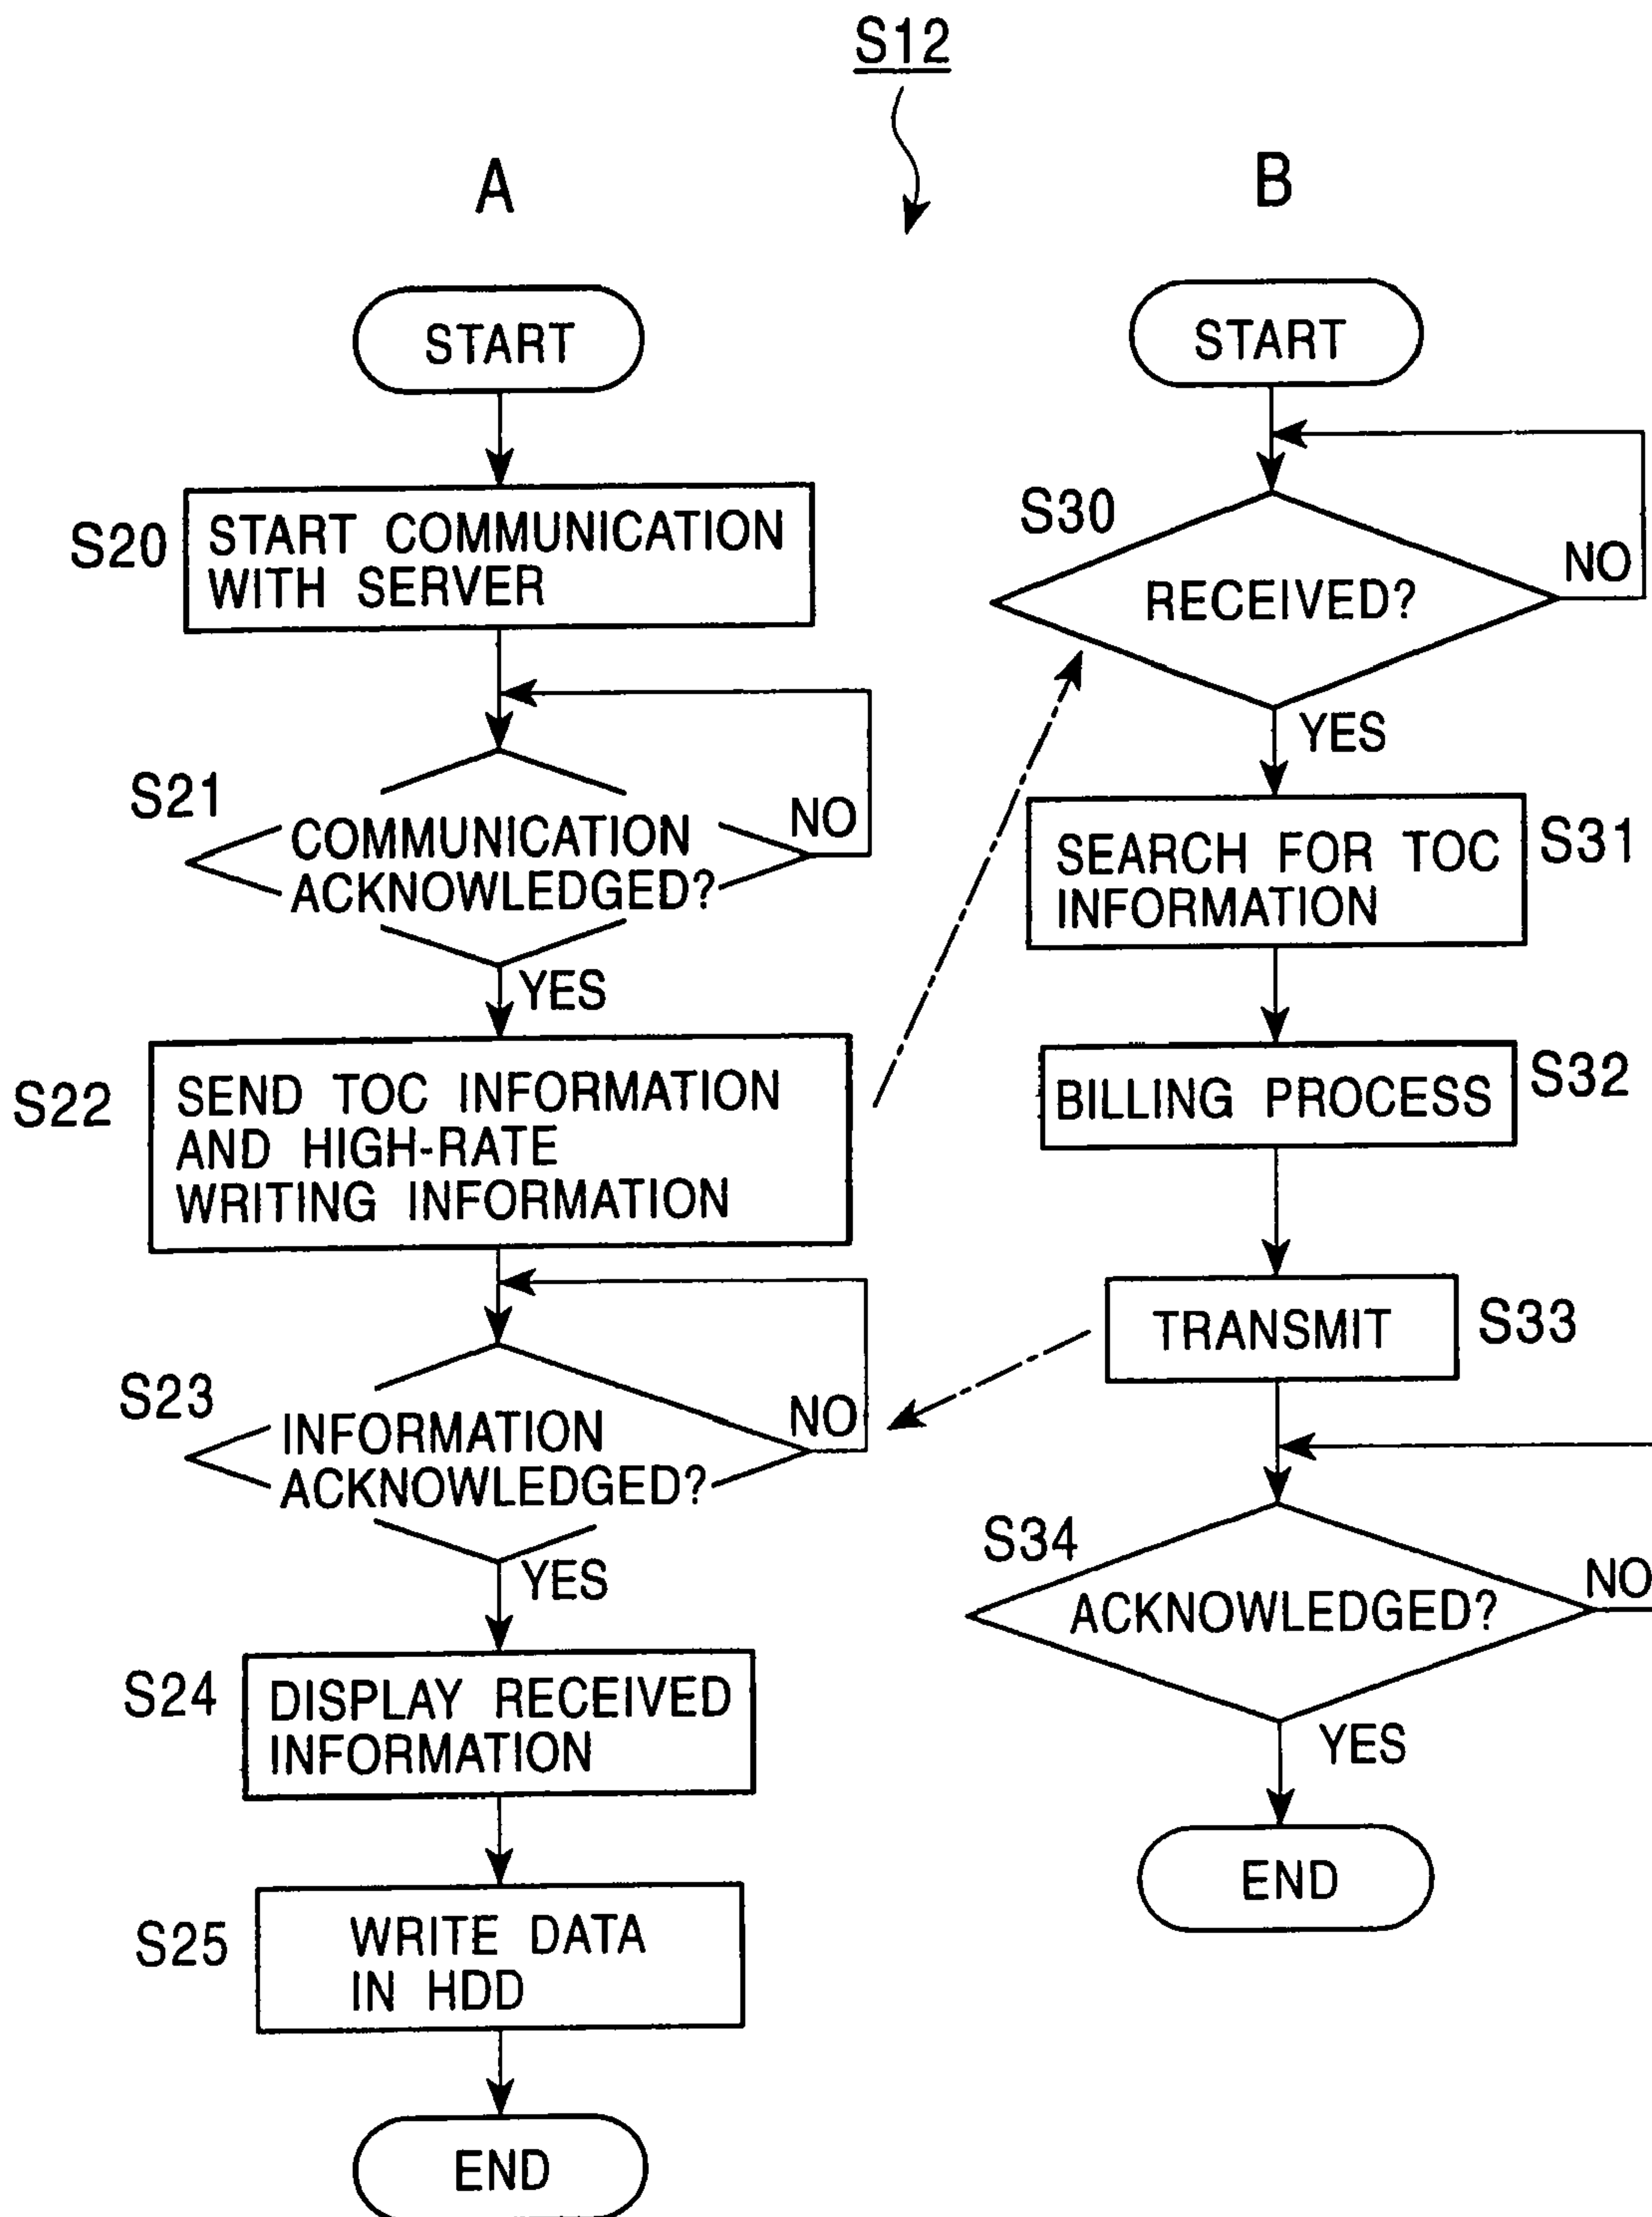 S12
A
START
S20
START COMMUNICATION
WITH SERVER
S21
COMMUNICATION
ACKNOWLEDGED?
NO
YES
S22
SEND TOC INFORMATION
AND HIGH-RATE
WRITING INFORMATION
S23
INFORMATION
ACKNOWLEDGED?
NO
YES
S24
DISPLAY RECEIVED
INFORMATION
S25
WRITE DATA
IN HDD
END
B
START
S30
RECEIVED?
NO
YES
SEARCH FOR TOC
INFORMATION
S31
BILLING PROCESS
S32
TRANSMIT
S33
S34
ACKNOWLEDGED?
NO
YES
END